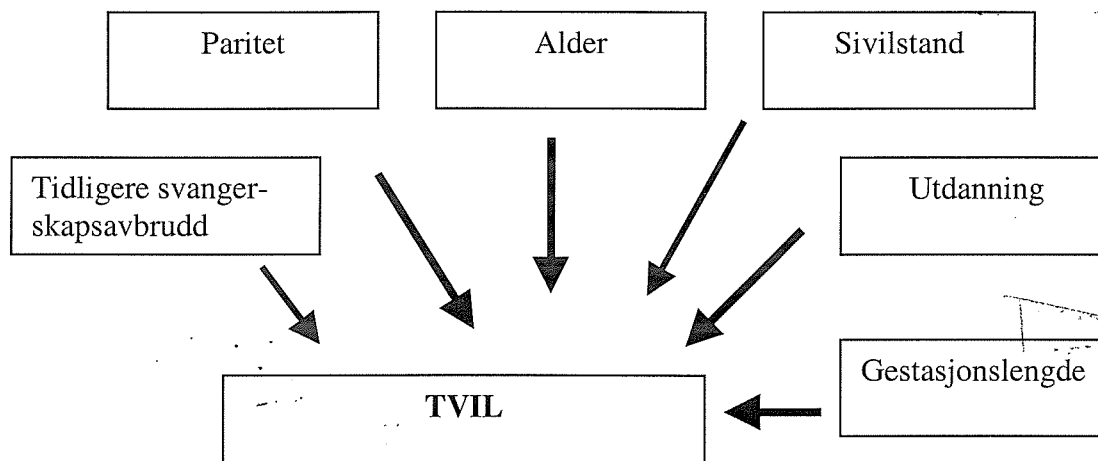 Paritet
Alder
Sivilstand
Tidligere svanger-
skapsavbrudd
Utdanning
Gestasjonslengde
TVIL